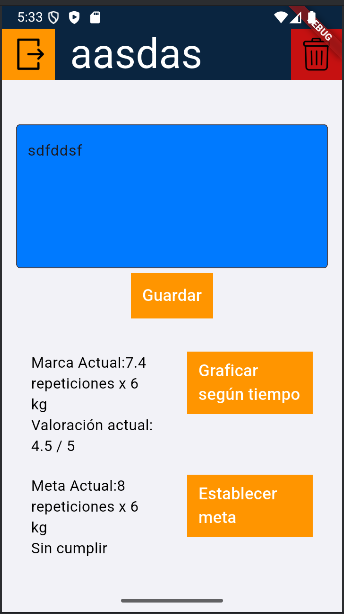 5:33
DEBUG
aasdas
sdfddsf
Guardar
Marca Actual:7.4
repeticiones x 6
kg
Valoración actual:
4.5 / 5
Graficar
según tiempo
Meta Actual:8
repeticiones x 6
kg
Sin cumplir
Establecer
meta